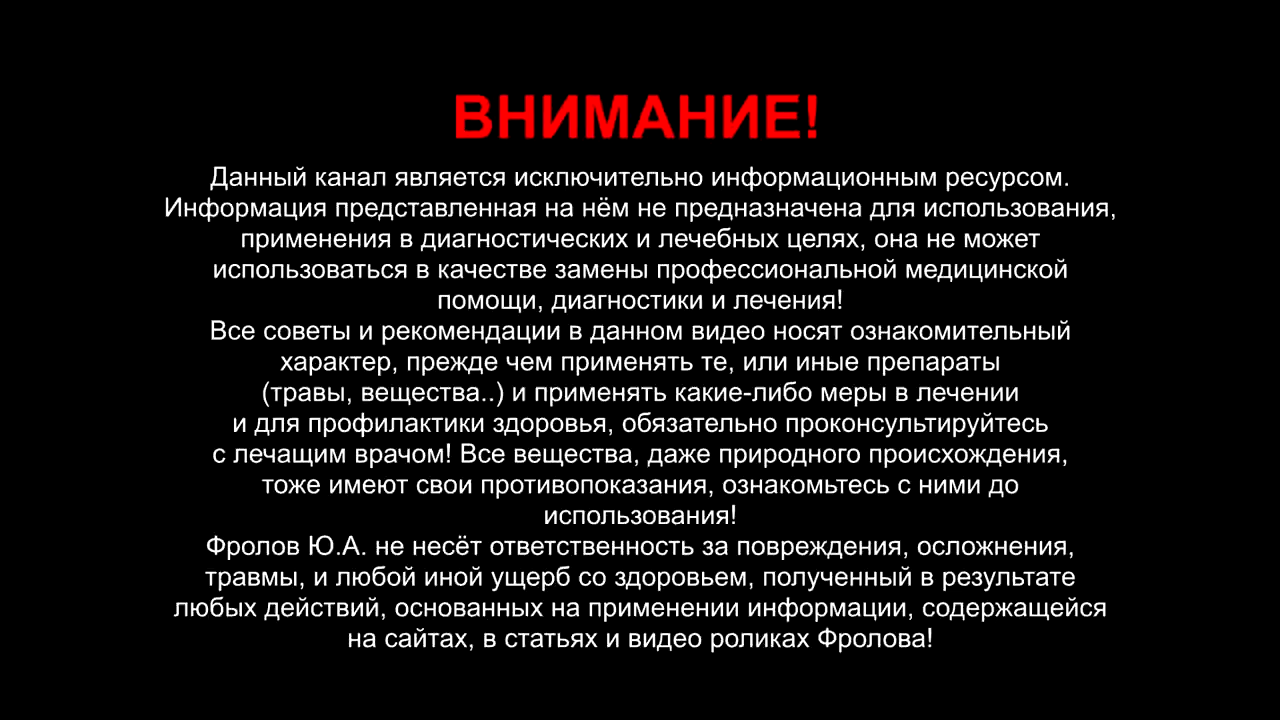 ВНИМАНИЕ!
Данный канал является исключительно информационным ресурсом.
Информация представленная на нём не предназначена для использования,
применения в диагностических и лечебных целях, она не может
использоваться в качестве замены профессиональной медицинской
помощи, диагностики и лечения!
Все советы и рекомендации в данном видео носят ознакомительный
характер, прежде чем применять те, или иные препараты
(травы, вещества..) и применять какие-либо меры в лечении
и для профилактики здоровья, обязательно проконсультируйтесь
с лечащим врачом! Все вещества, даже природного происхождения,
тоже имеют свои противопоказания, ознакомьтесь с ними до
использования!
Фролов Ю.А. не несёт ответственность за повреждения, осложнения,
травмы, и любой иной ущерб со здоровьем, полученный в результате
любых действий, основанных на применении информации, содержащейся
на сайтах, в статьях и видео роликах Фролова!